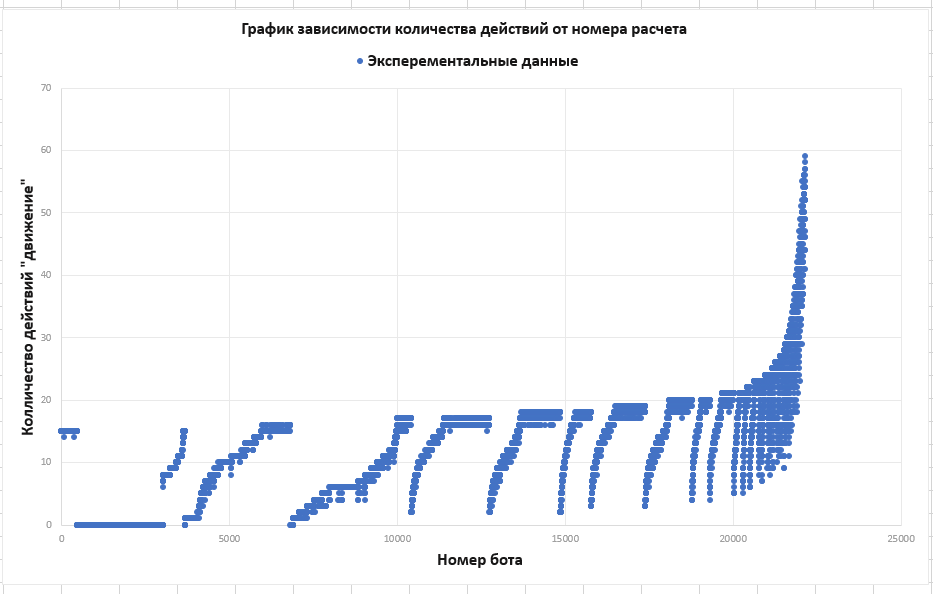 График зависимости количества действий от номера расчета
Эксперементальные данные
Колличество действий "движение"
70
60
50
40
30
20
10
0
0 5000 10000 15000 20000 25000
Номер бота